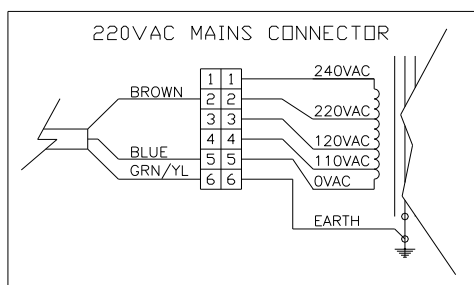 220VAC MAINS CONNECTOR
240VAC
1 1
BROWN
2 2
220VAC
3 3
120VAC
4 4
110VAC
BLUE
5 5
GRN/YL
6 6
0VAC
EARTH